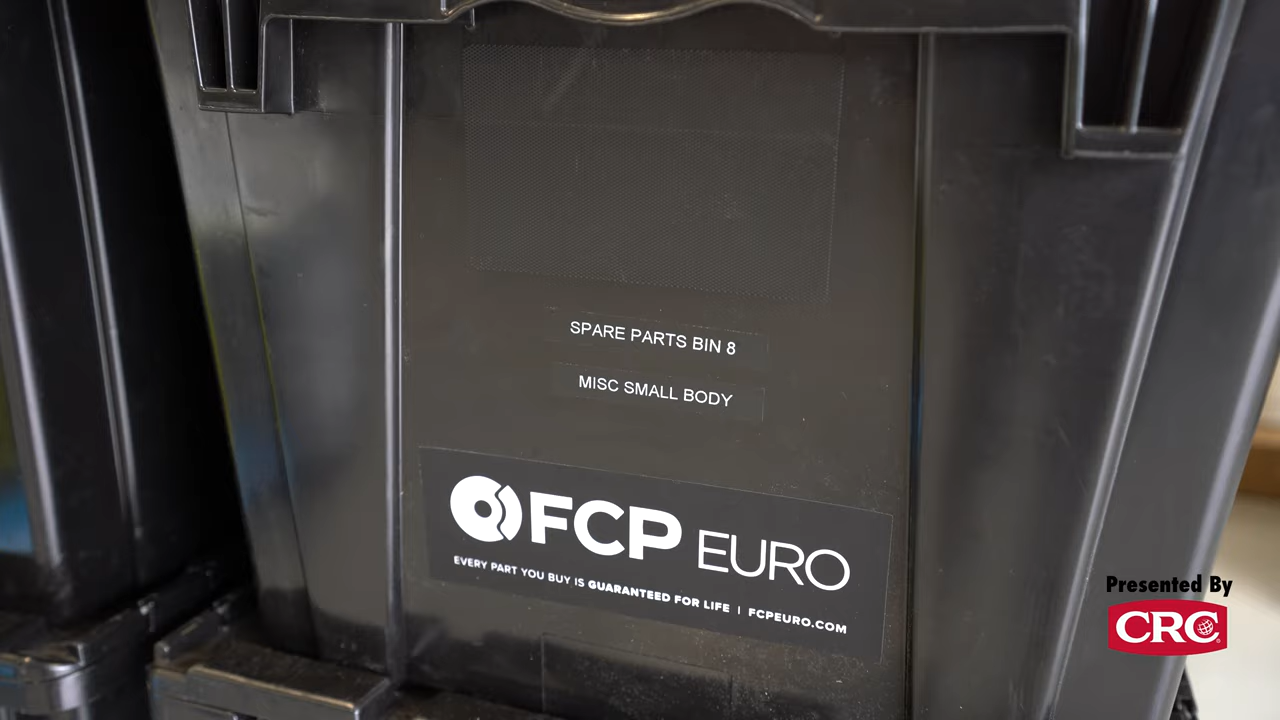 SPARE PARTS BIN 8
MISC SMALL BODY
FCP EURO
EVERY PART YOU BUY IS GUARANTEED FOR LIFE | FCPEURO.COM
Presented By
CRC